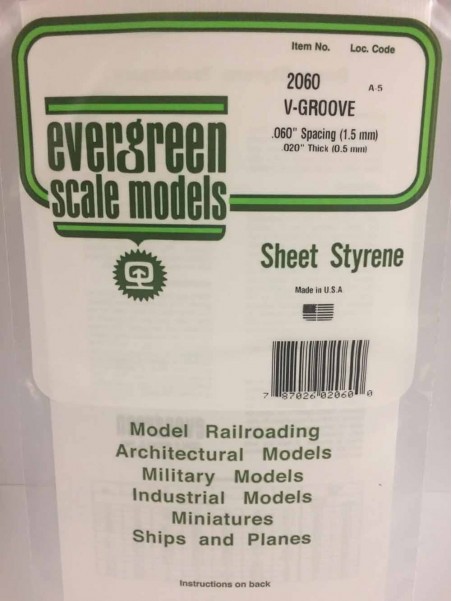 Item No. Loc. Code
2060 A-5
V-GROOVE
.060" Spacing (1.5 mm)
.020" Thick (0.5 mm)
evergreen
scale models
Sheet Styrene
Made in U.S.A
7 87026 02060 0
Model Railroading
Architectural Models
Military Models
Industrial Models
Miniatures
Ships and Planes
Instructions on back